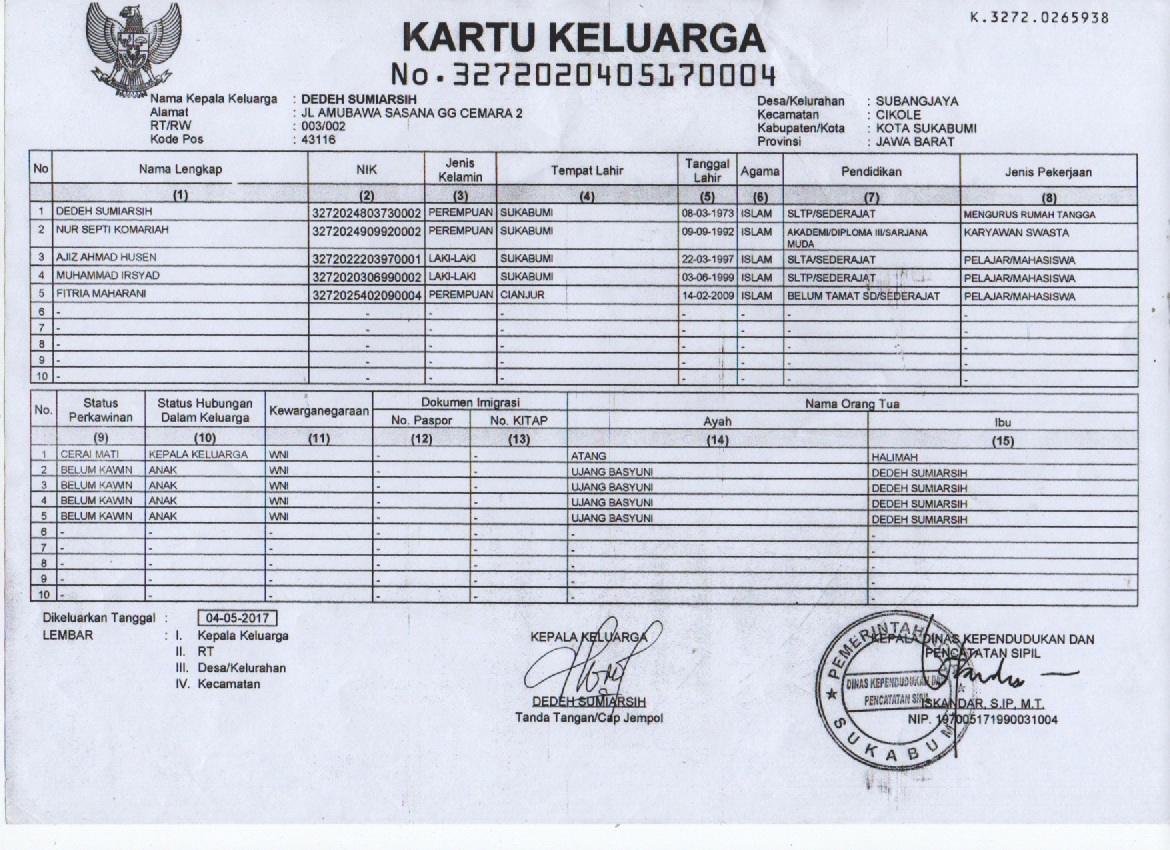 K.3272.0265938
KARTU KELUARGA
No.3272020405170004
Nama Kepala Keluarga : DEDEH SUMIARSIH
Alamat : JL AMUBAWA SASANA GG CEMARA 2
RT/RW : 003/002
Kode Pos : 43116
Desa/Kelurahan : SUBANGJAYA
Kecamatan : CIKOLE
Kabupaten/Kota : KOTA SUKABUMI
Provinsi : JAWA BARAT
No Nama Lengkap NIK Jenis Kelamin Tempat Lahir Tanggal Lahir Agama Pendidikan Jenis Pekerjaan
(1) (2) (3) (4) (5) (6) (7) (8)
1 DEDEH SUMIARSIH 3272024803730002 PEREMPUAN SUKABUMI 08-03-1973 ISLAM SLTP/SEDERAJAT MENGURUS RUMAH TANGGA
2 NUR SEPTI KOMARIAH 3272024909920002 PEREMPUAN SUKABUMI 09-09-1992 ISLAM AKADEMI/DIPLOMA III/SARJANA MUDA KARYAWAN SWASTA
3 AJIZ AHMAD HUSEN 3272022203970001 LAKI-LAKI SUKABUMI 22-03-1997 ISLAM SLTA/SEDERAJAT PELAJAR/MAHASISWA
4 MUHAMMAD IRSYAD 3272020306990002 LAKI-LAKI SUKABUMI 03-06-1999 ISLAM SLTP/SEDERAJAT PELAJAR/MAHASISWA
5 FITRIA MAHARANI 3272025402090004 PEREMPUAN CIANJUR 14-02-2009 ISLAM BELUM TAMAT SD/SEDERAJAT PELAJAR/MAHASISWA
6 - - - - - - -
7 - - - - - - -
8 - - - - - - -
9 - - - - - - -
10 - - - - - - -
No. Status Perkawinan Status Hubungan Dalam Keluarga Kewarganegaraan Dokumen Imigrasi Nama Orang Tua
No. Paspor No. KITAP Ayah Ibu
(9) (10) (11) (12) (13) (14) (15)
1 CERAI MATI KEPALA KELUARGA WNI - - ATANG HALIMAH
2 BELUM KAWIN ANAK WNI - - UJANG BASYUNI DEDEH SUMIARSIH
3 BELUM KAWIN ANAK WNI - - UJANG BASYUNI DEDEH SUMIARSIH
4 BELUM KAWIN ANAK WNI - - UJANG BASYUNI DEDEH SUMIARSIH
5 BELUM KAWIN ANAK WNI - - UJANG BASYUNI DEDEH SUMIARSIH
6 - - - - - - -
7 - - - - - - -
8 - - - - - - -
9 - - - - - - -
10 - - - - - - -
Dikeluarkan Tanggal : 04-05-2017
LEMBAR : I. Kepala Keluarga
II. RT
III. Desa/Kelurahan
IV. Kecamatan
KEPALA KELUARGA
DEDEH SUMIARSIH
Tanda Tangan/Cap Jempol
KEPALA DINAS KEPENDUDUKAN DAN
PENCATATAN SIPIL
ISKANDAR, S.IP, M.T.
NIP. 197005171990031004
PEMERINTAH
DINAS KEPENDUDUKAN DAN
PENCATATAN SIPIL
SUKABUMI